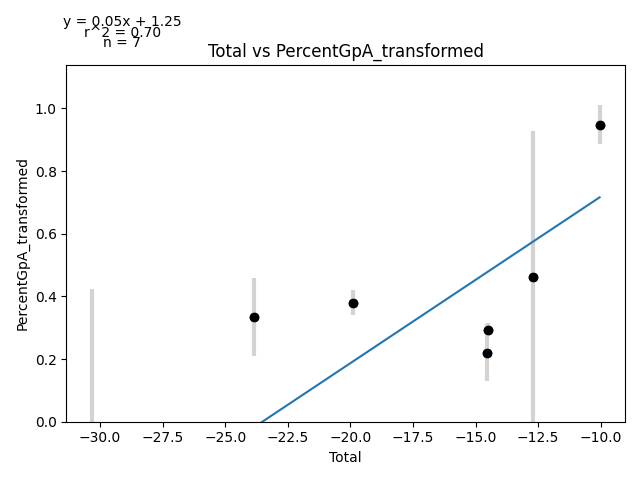 y = 0.05x + 1.25
r^2 = 0.70
n = 7
Total vs PercentGpA_transformed
PercentGpA_transformed
1.0
0.8
0.6
0.4
0.2
0.0
−30.0 −27.5 −25.0 −22.5 −20.0 −17.5 −15.0 −12.5 −10.0
Total